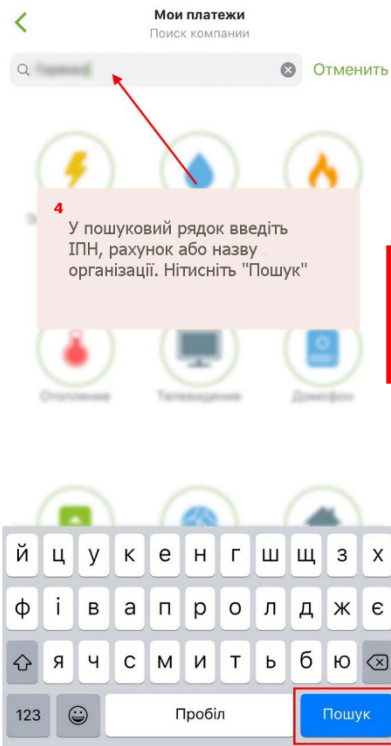 Мои платежи
Поиск компании
Отменить
4
У пошуковий рядок введіть
ІПН, рахунок або назву
організації. Нітисніть "Пошук"
Отопление
Телевидение
Домофон
й ц у к е н г ш щ з х
ф і в а п р о л д ж є
я ч с м и т ь б ю
123 Пробіл Пошук